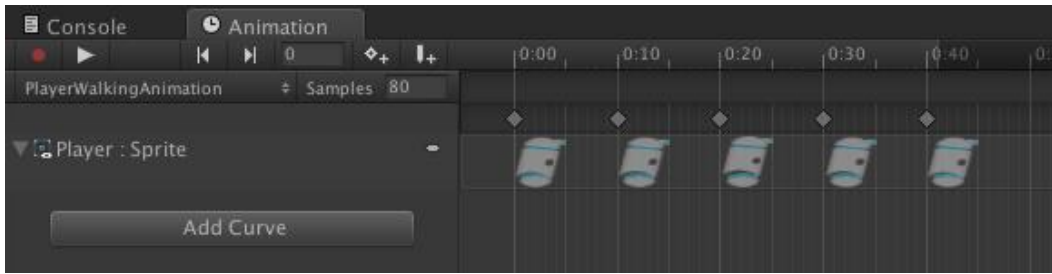 Console Animation
0 0:00 0:10 0:20 0:30 0:40 0:
PlayerWalkingAnimation Samples 80
Player : Sprite
Add Curve